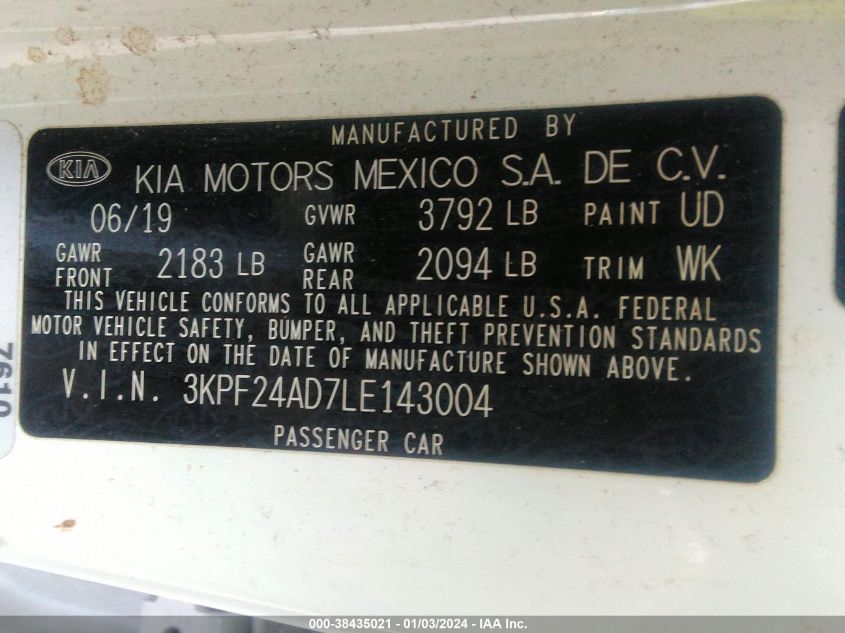 MANUFACTURED BY
KIA KIA MOTORS MEXICO S.A. DE C.V.
06/19 GVWR 3792 LB PAINT UD
GAWR FRONT 2183 LB GAWR REAR 2094 LB TRIM WK
THIS VEHICLE CONFORMS TO ALL APPLICABLE U.S.A. FEDERAL
MOTOR VEHICLE SAFETY, BUMPER, AND THEFT PREVENTION STANDARDS
IN EFFECT ON THE DATE OF MANUFACTURE SHOWN ABOVE.
V.I.N. 3KPF24AD7LE143004
PASSENGER CAR
000-38435021 - 01/03/2024 - IAA Inc.